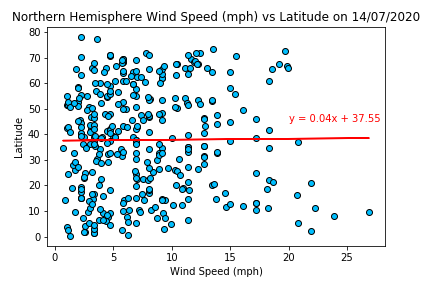 Northern Hemisphere Wind Speed (mph) vs Latitude on 14/07/2020
80
70
60
50
40
30
20
10
0
Latitude
y = 0.04x + 37.55
0 5 10 15 20 25
Wind Speed (mph)